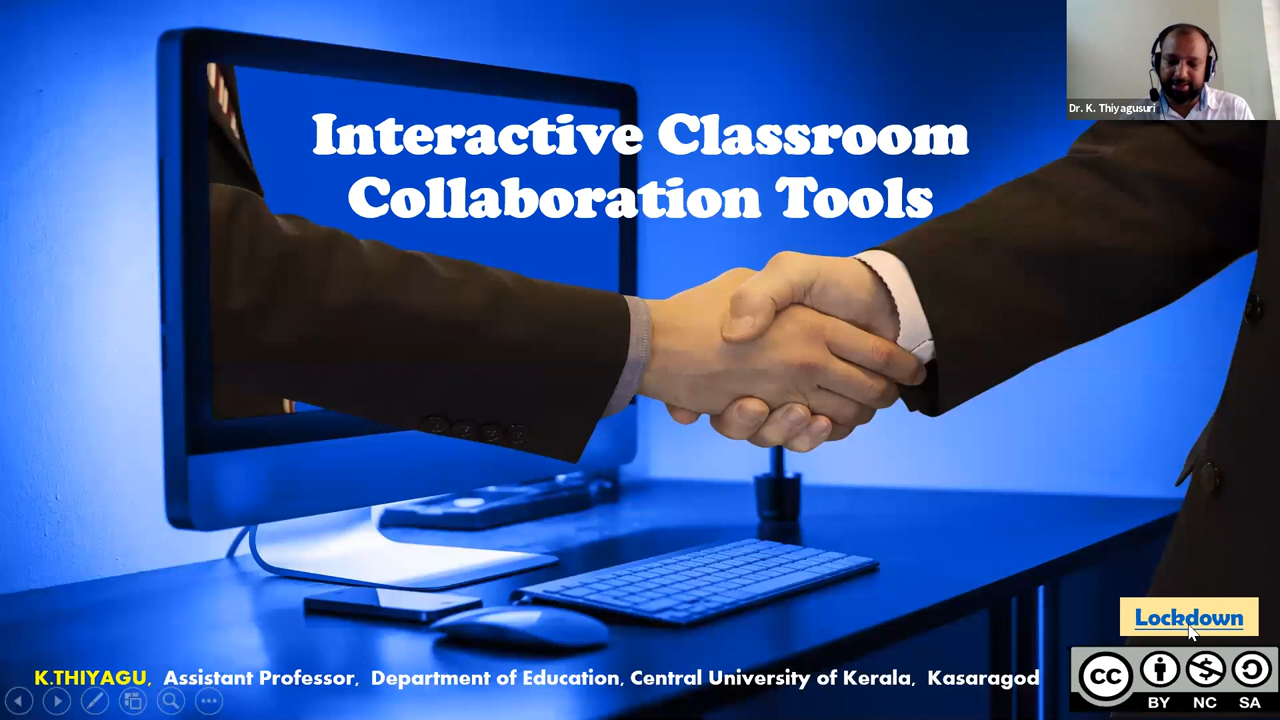 Dr. K. Thiyagusuri
Interactive Classroom
Collaboration Tools
Lockdown
K.THIYAGU, Assistant Professor, Department of Education, Central University of Kerala, Kasaragod
CC
BY NC SA